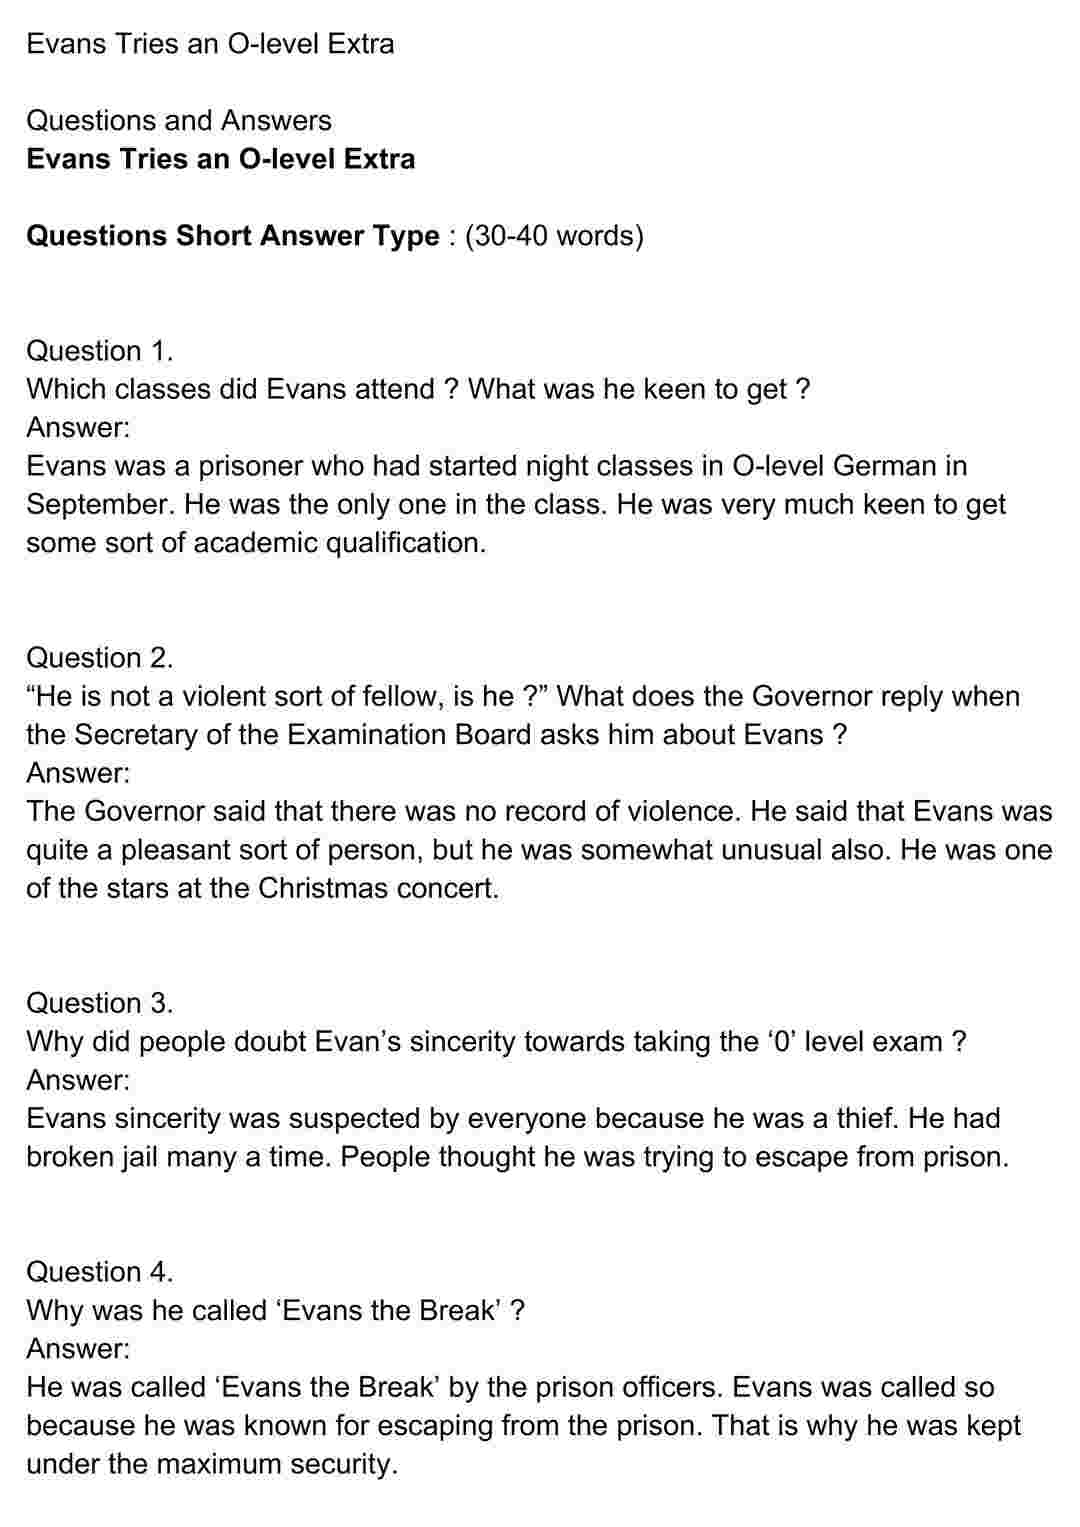 Evans Tries an O-level Extra
Questions and Answers
Evans Tries an O-level Extra
Questions Short Answer Type : (30-40 words)
Question 1.
Which classes did Evans attend ? What was he keen to get ?
Answer:
Evans was a prisoner who had started night classes in O-level German in
September. He was the only one in the class. He was very much keen to get
some sort of academic qualification.
Question 2.
“He is not a violent sort of fellow, is he ?” What does the Governor reply when
the Secretary of the Examination Board asks him about Evans ?
Answer:
The Governor said that there was no record of violence. He said that Evans was
quite a pleasant sort of person, but he was somewhat unusual also. He was one
of the stars at the Christmas concert.
Question 3.
Why did people doubt Evan’s sincerity towards taking the ‘0’ level exam ?
Answer:
Evans sincerity was suspected by everyone because he was a thief. He had
broken jail many a time. People thought he was trying to escape from prison.
Question 4.
Why was he called ‘Evans the Break’ ?
Answer:
He was called ‘Evans the Break’ by the prison officers. Evans was called so
because he was known for escaping from the prison. That is why he was kept
under the maximum security.